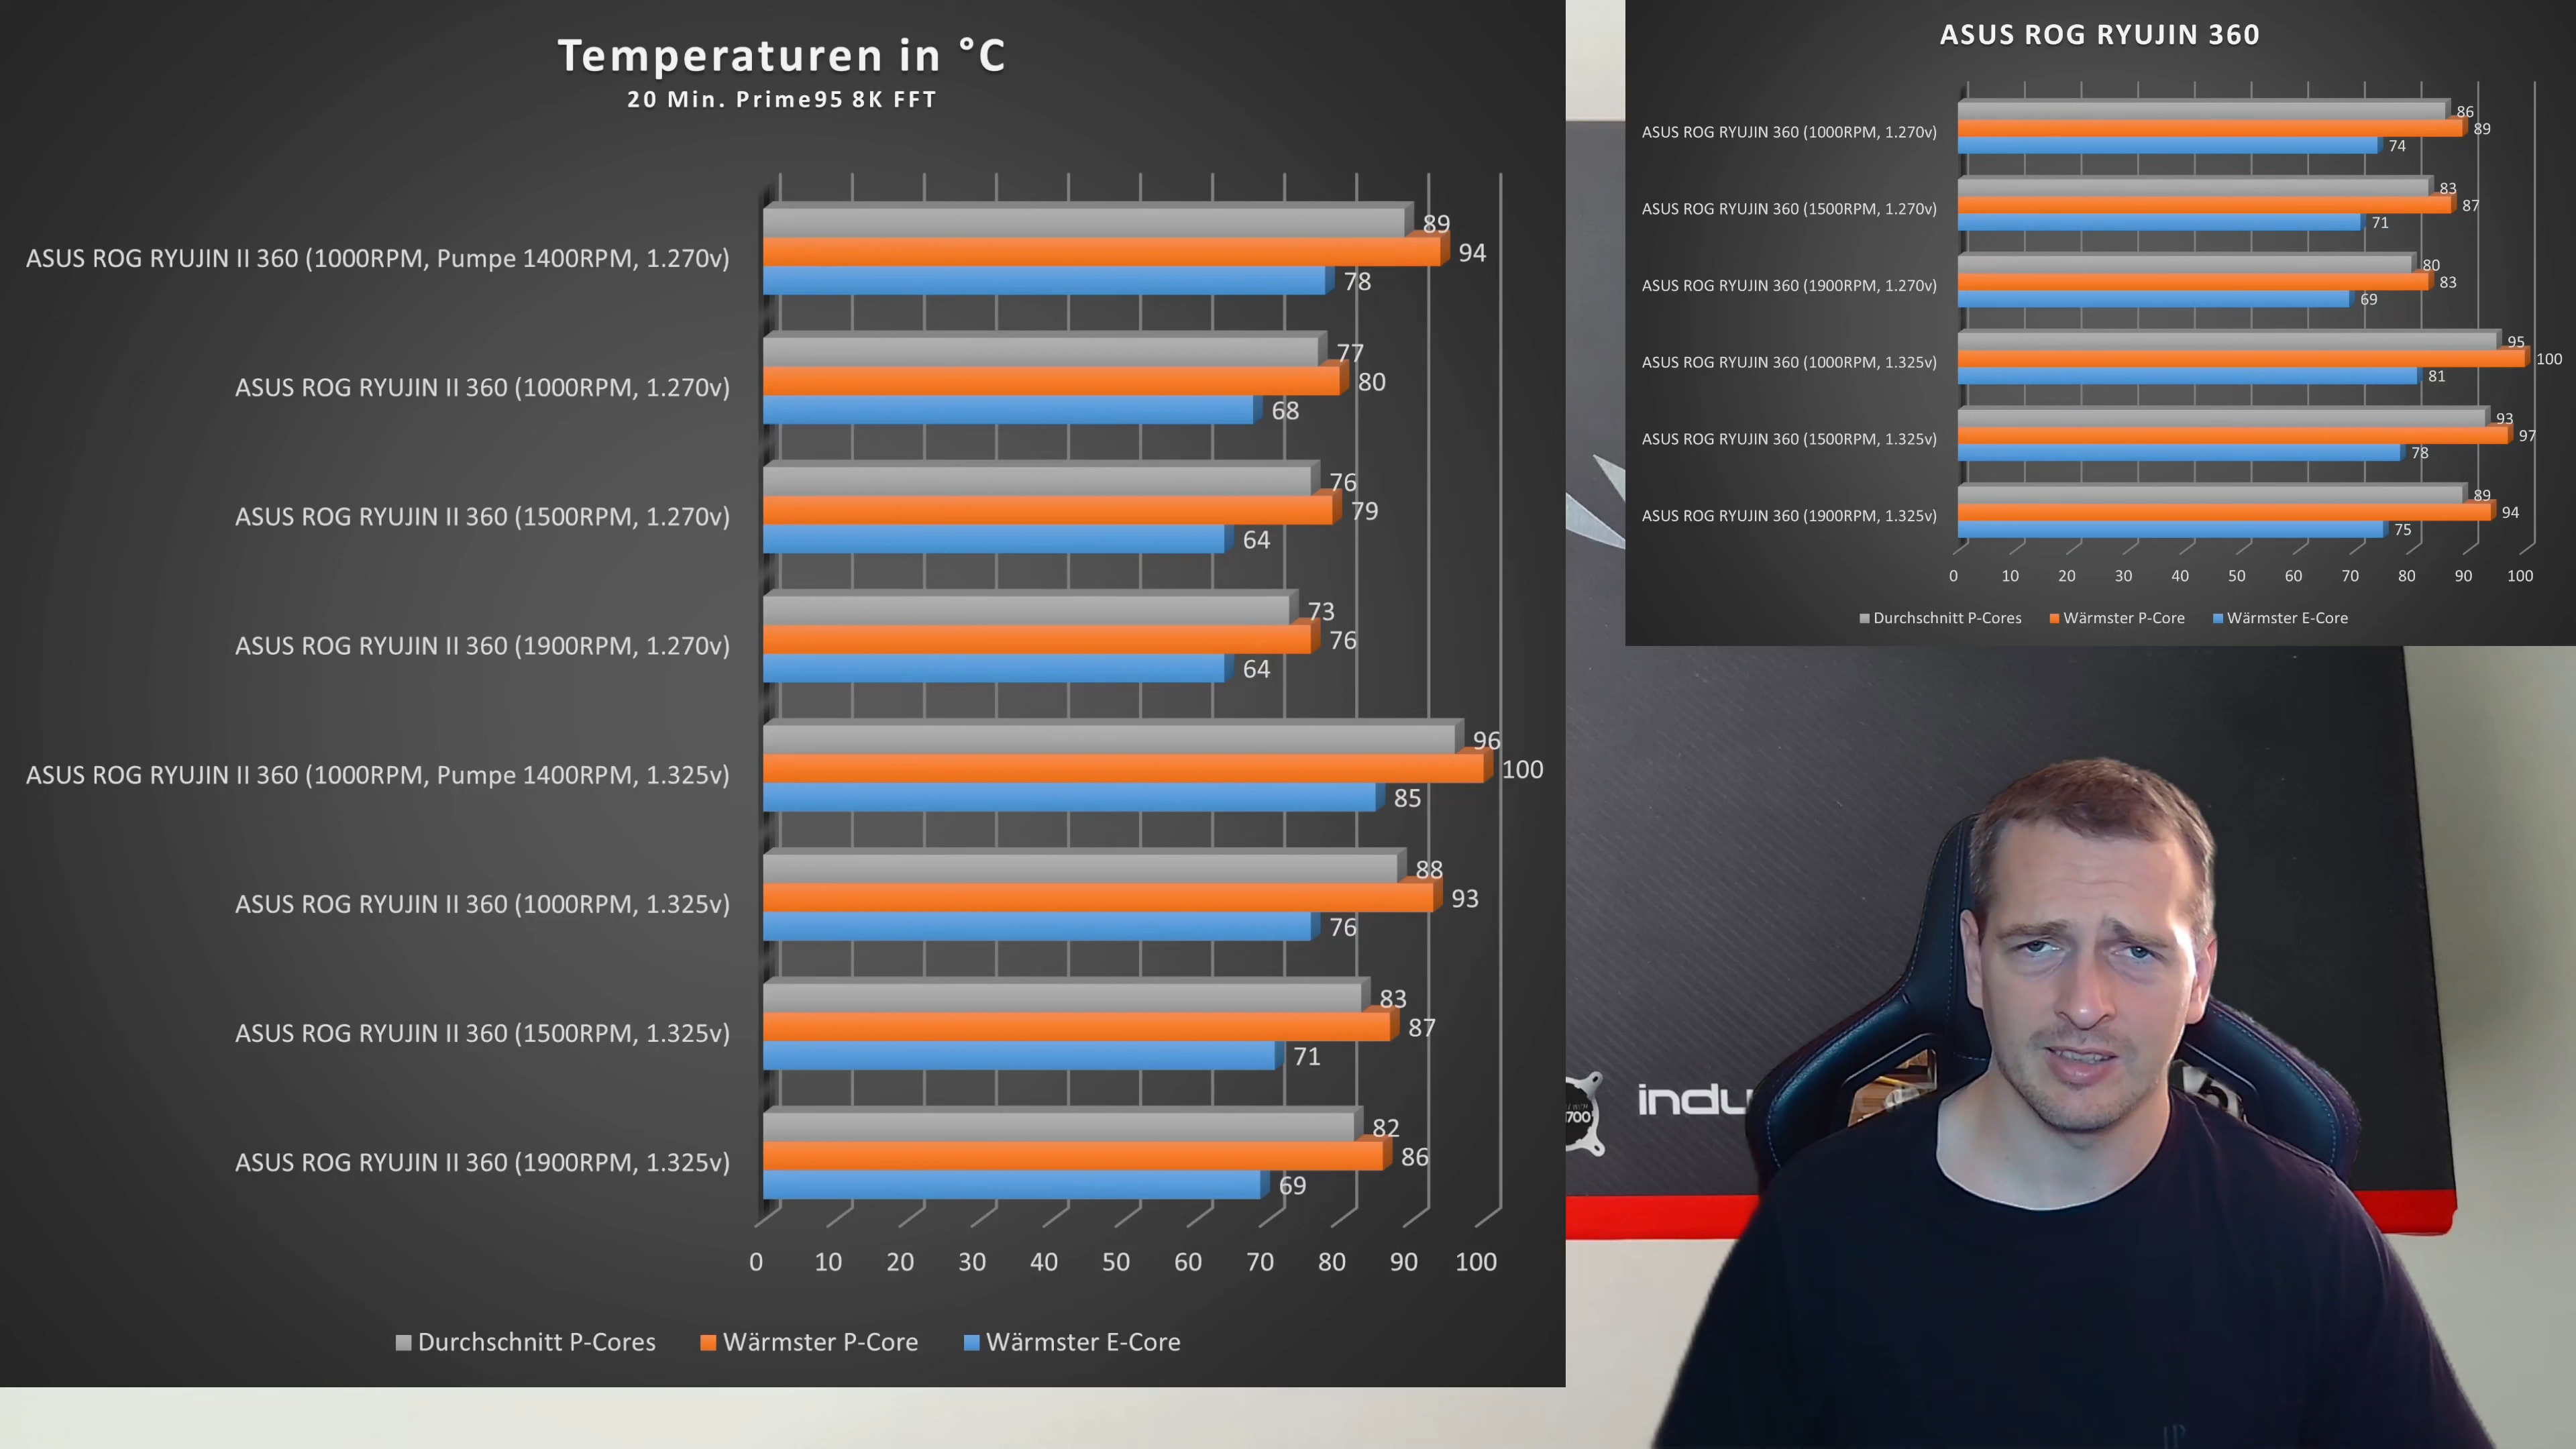 Temperaturen in °C
20 Min. Prime95 8K FFT
ASUS ROG RYUJIN II 360 (1000RPM, Pumpe 1400RPM, 1.270v)
89
94
78
ASUS ROG RYUJIN II 360 (1000RPM, 1.270v)
77
80
68
ASUS ROG RYUJIN II 360 (1500RPM, 1.270v)
76
79
64
ASUS ROG RYUJIN II 360 (1900RPM, 1.270v)
73
76
64
ASUS ROG RYUJIN II 360 (1000RPM, Pumpe 1400RPM, 1.325v)
96
100
85
ASUS ROG RYUJIN II 360 (1000RPM, 1.325v)
88
93
76
ASUS ROG RYUJIN II 360 (1500RPM, 1.325v)
83
87
71
ASUS ROG RYUJIN II 360 (1900RPM, 1.325v)
82
86
69
0 10 20 30 40 50 60 70 80 90 100
Durchschnitt P-Cores Wärmster P-Core Wärmster E-Core
ASUS ROG RYUJIN 360
ASUS ROG RYUJIN 360 (1000RPM, 1.270v)
86
89
74
ASUS ROG RYUJIN 360 (1500RPM, 1.270v)
83
87
71
ASUS ROG RYUJIN 360 (1900RPM, 1.270v)
80
83
69
ASUS ROG RYUJIN 360 (1000RPM, 1.325v)
95
100
81
ASUS ROG RYUJIN 360 (1500RPM, 1.325v)
93
97
78
ASUS ROG RYUJIN 360 (1900RPM, 1.325v)
89
94
75
0 10 20 30 40 50 60 70 80 90 100
Durchschnitt P-Cores Wärmster P-Core Wärmster E-Core
700
indu